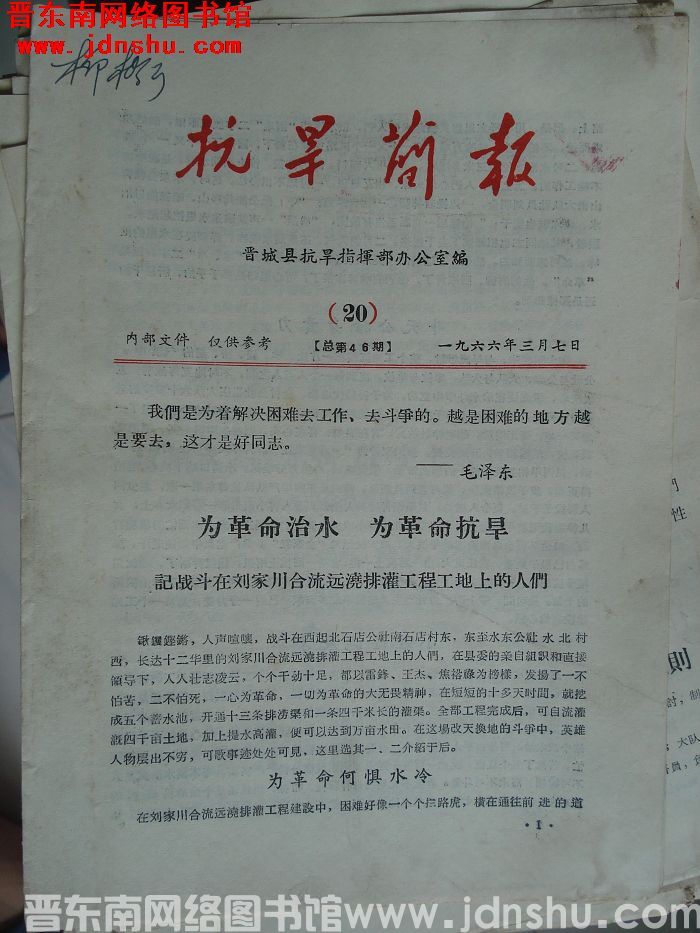 晋东南网络图书馆
www.jdnshu.com
抗旱简報
晋城县抗旱指揮部办公室編
(20)
内部文件 仅供参考 【总第46期】 一九六六年三月七日
我們是为着解决困难去工作、去斗爭的。越是困难的地方越
是要去，这才是好同志。
——毛泽东
为革命治水 为革命抗旱
記战斗在刘家川合流远澆排灌工程工地上的人們
鍬钁鏗鏘，人声喧嚷，战斗在西起北石店公社南石店村东，东至水东公社水北村
西，长达十二华里的刘家川合流远澆排灌工程工地上的人們，在县委的亲自組织和直接
領导下，人人壮志凌云，个个干劲十足，都以雷鋒、王杰、焦裕祿为榜樣，发揚了一不
怕苦，二不怕死，一心为革命，一切为革命的大无畏精神，在短短的十多天时間，就挖
成五个蓄水池，开通十三条排涝渠和一条四千米长的灌渠。全部工程完成后，可自流灌
溉四千亩土地，加上提水高灌，便可以达到万亩水田。在这場改天换地的斗爭中，英雄
人物层出不穷，可歌事迹处处可見，这里选其一、二介紹于后。
为革命何惧水冷
在刘家川合流远澆排灌工程建設中，困难好像一个个拦路虎，橫在通往前进的道
·1·
們
性
則
大队
晋东南网络图书馆www.jdnshu.com